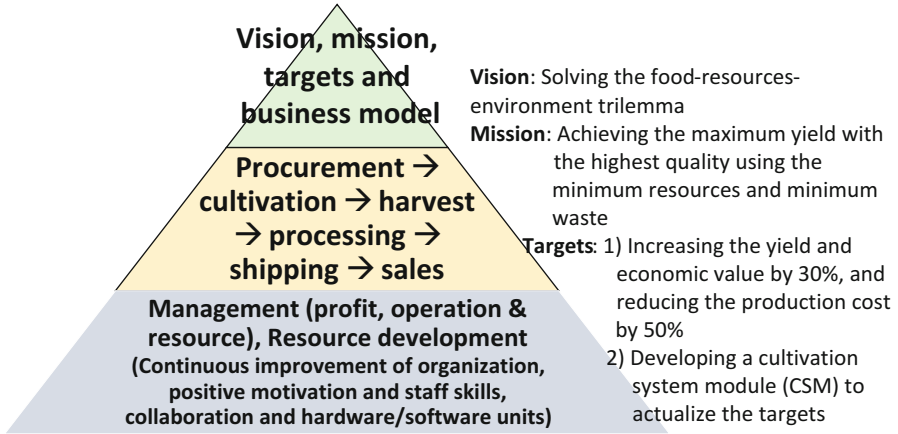 Vision, mission,
targets and
business model
Procurement →
cultivation → harvest
→ processing →
shipping → sales
Management (profit, operation &
resource), Resource development
(Continuous improvement of organization,
positive motivation and staff skills,
collaboration and hardware/software units)
Vision: Solving the food-resources-
environment trilemma
Mission: Achieving the maximum yield with
the highest quality using the
minimum resources and minimum
waste
Targets: 1) Increasing the yield and
economic value by 30%, and
reducing the production cost
by 50%
2) Developing a cultivation
system module (CSM) to
actualize the targets